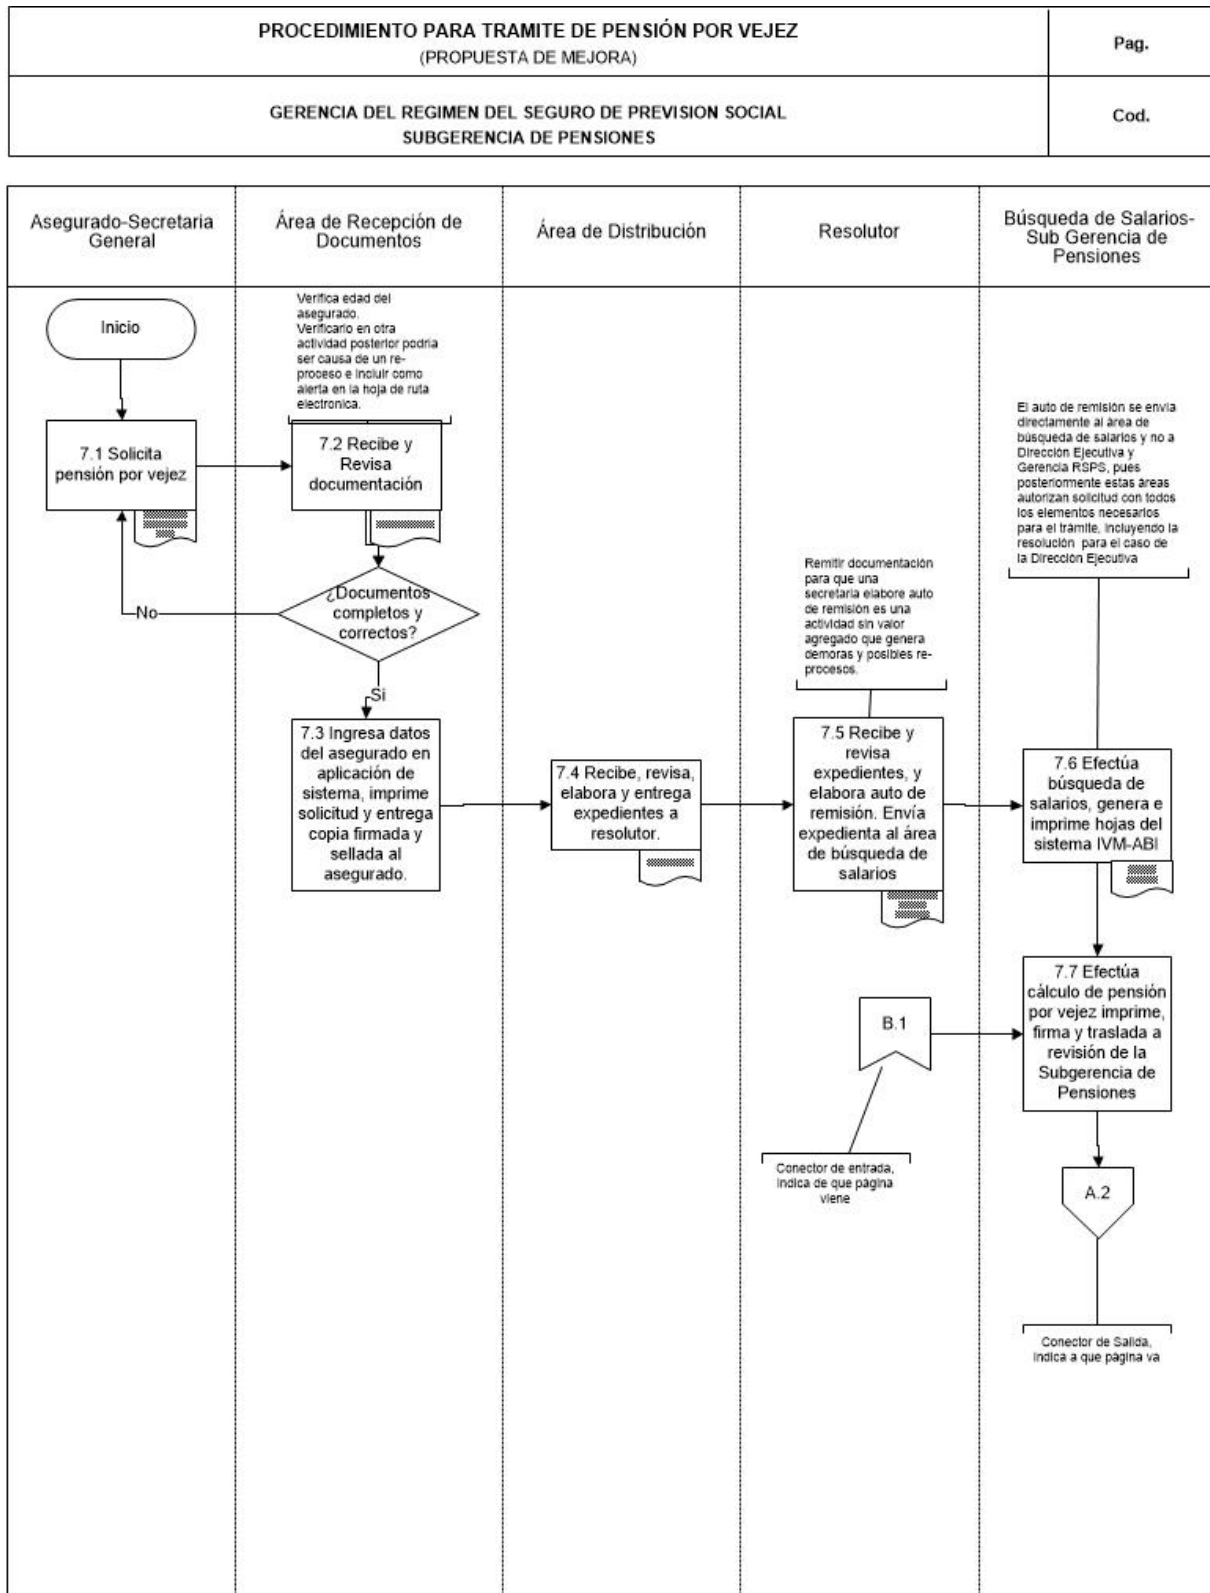 PROCEDIMIENTO PARA TRAMITE DE PENSIÓN POR VEJEZ
(PROPUESTA DE MEJORA)
Pag.
GERENCIA DEL REGIMEN DEL SEGURO DE PREVISION SOCIAL
SUBGERENCIA DE PENSIONES
Cod.
Asegurado-Secretaria
General
Área de Recepción de
Documentos
Área de Distribución
Resolutor
Búsqueda de Salarios-
Sub Gerencia de
Pensiones
Inicio
Verifica edad del
asegurado.
Verificarlo en otra
actividad posterior podría
ser causa de un re-
proceso e incluir como
alerta en la hoja de ruta
electronica.
7.1 Solicita
pensión por vejez
7.2 Recibe y
Revisa
documentación
¿Documentos
completos y
correctos?
No
Si
7.3 Ingresa datos
del asegurado en
aplicación de
sistema, imprime
solicitud y entrega
copia firmada y
sellada al
asegurado.
7.4 Recibe, revisa,
elabora y entrega
expedientes a
resolutor.
Remitir documentación
para que una
secretaria elabore auto
de remisión es una
actividad sin valor
agregado que genera
demoras y posibles re-
procesos.
7.5 Recibe y
revisa
expedientes, y
elabora auto de
remisión. Envía
expedienta al área
de búsqueda de
salarios
El auto de remisión se envía
directamente al área de
búsqueda de salarios y no a
Dirección Ejecutiva y
Gerencia RSPS, pues
posteriormente estas áreas
autorizan solicitud con todos
los elementos necesarios
para el trámite, incluyendo la
resolución para el caso de
la Dirección Ejecutiva
7.6 Efectúa
búsqueda de
salarios, genera e
imprime hojas del
sistema IVM-ABI
7.7 Efectúa
cálculo de pensión
por vejez imprime,
firma y traslada a
revisión de la
Subgerencia de
Pensiones
B.1
Conector de entrada,
indica de que página
viene
A.2
Conector de Salida,
indica a que página va